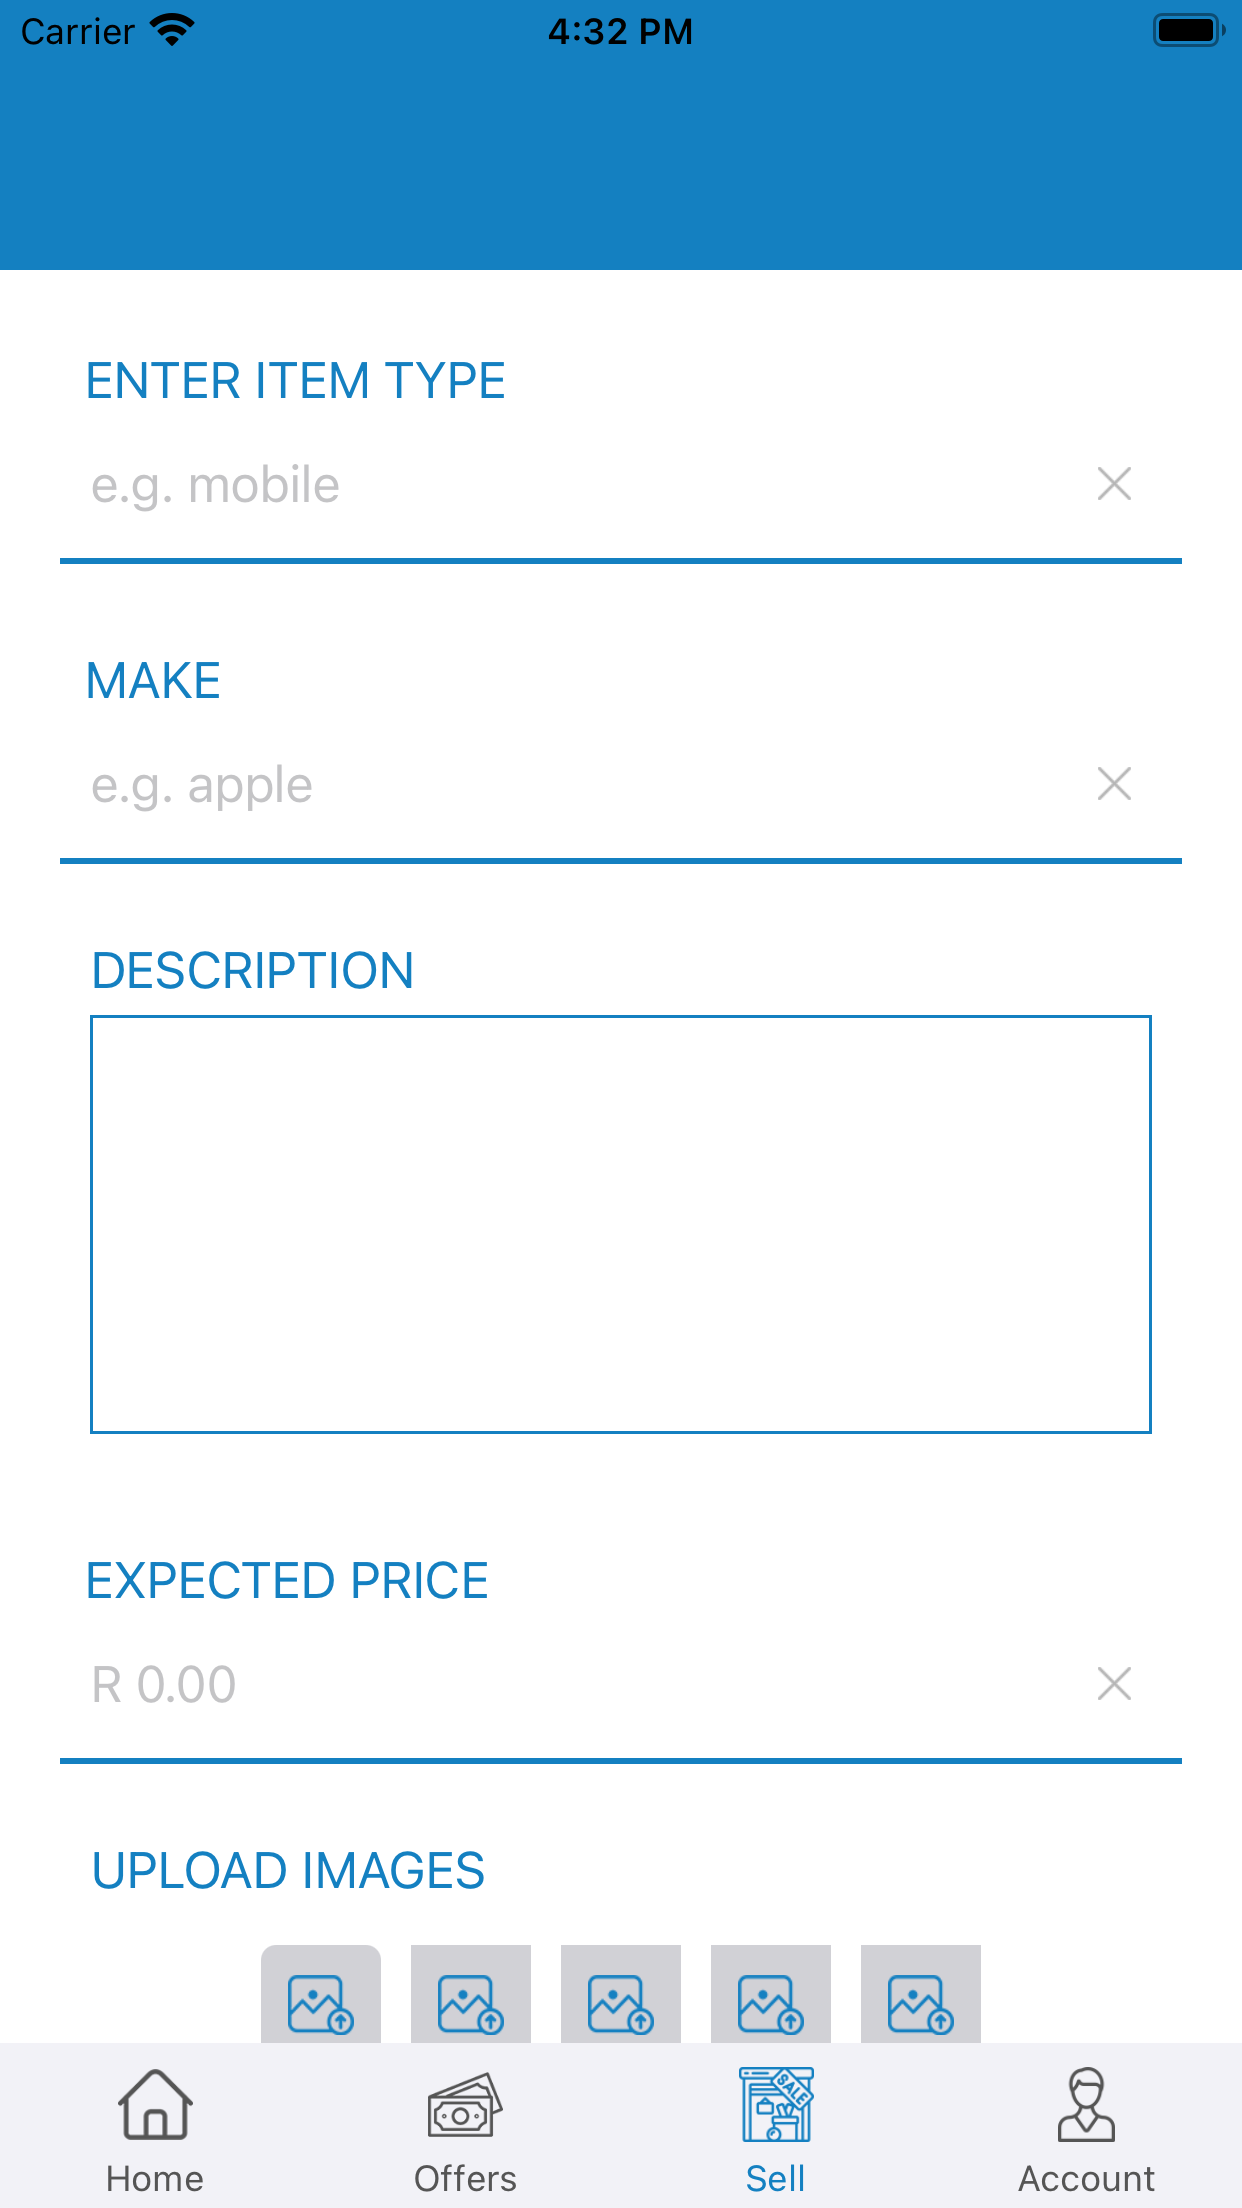 Carrier 4:32 PM
ENTER ITEM TYPE
e.g. mobile
MAKE
e.g. apple
DESCRIPTION
EXPECTED PRICE
R 0.00
UPLOAD IMAGES
SALE
Home Offers Sell Account